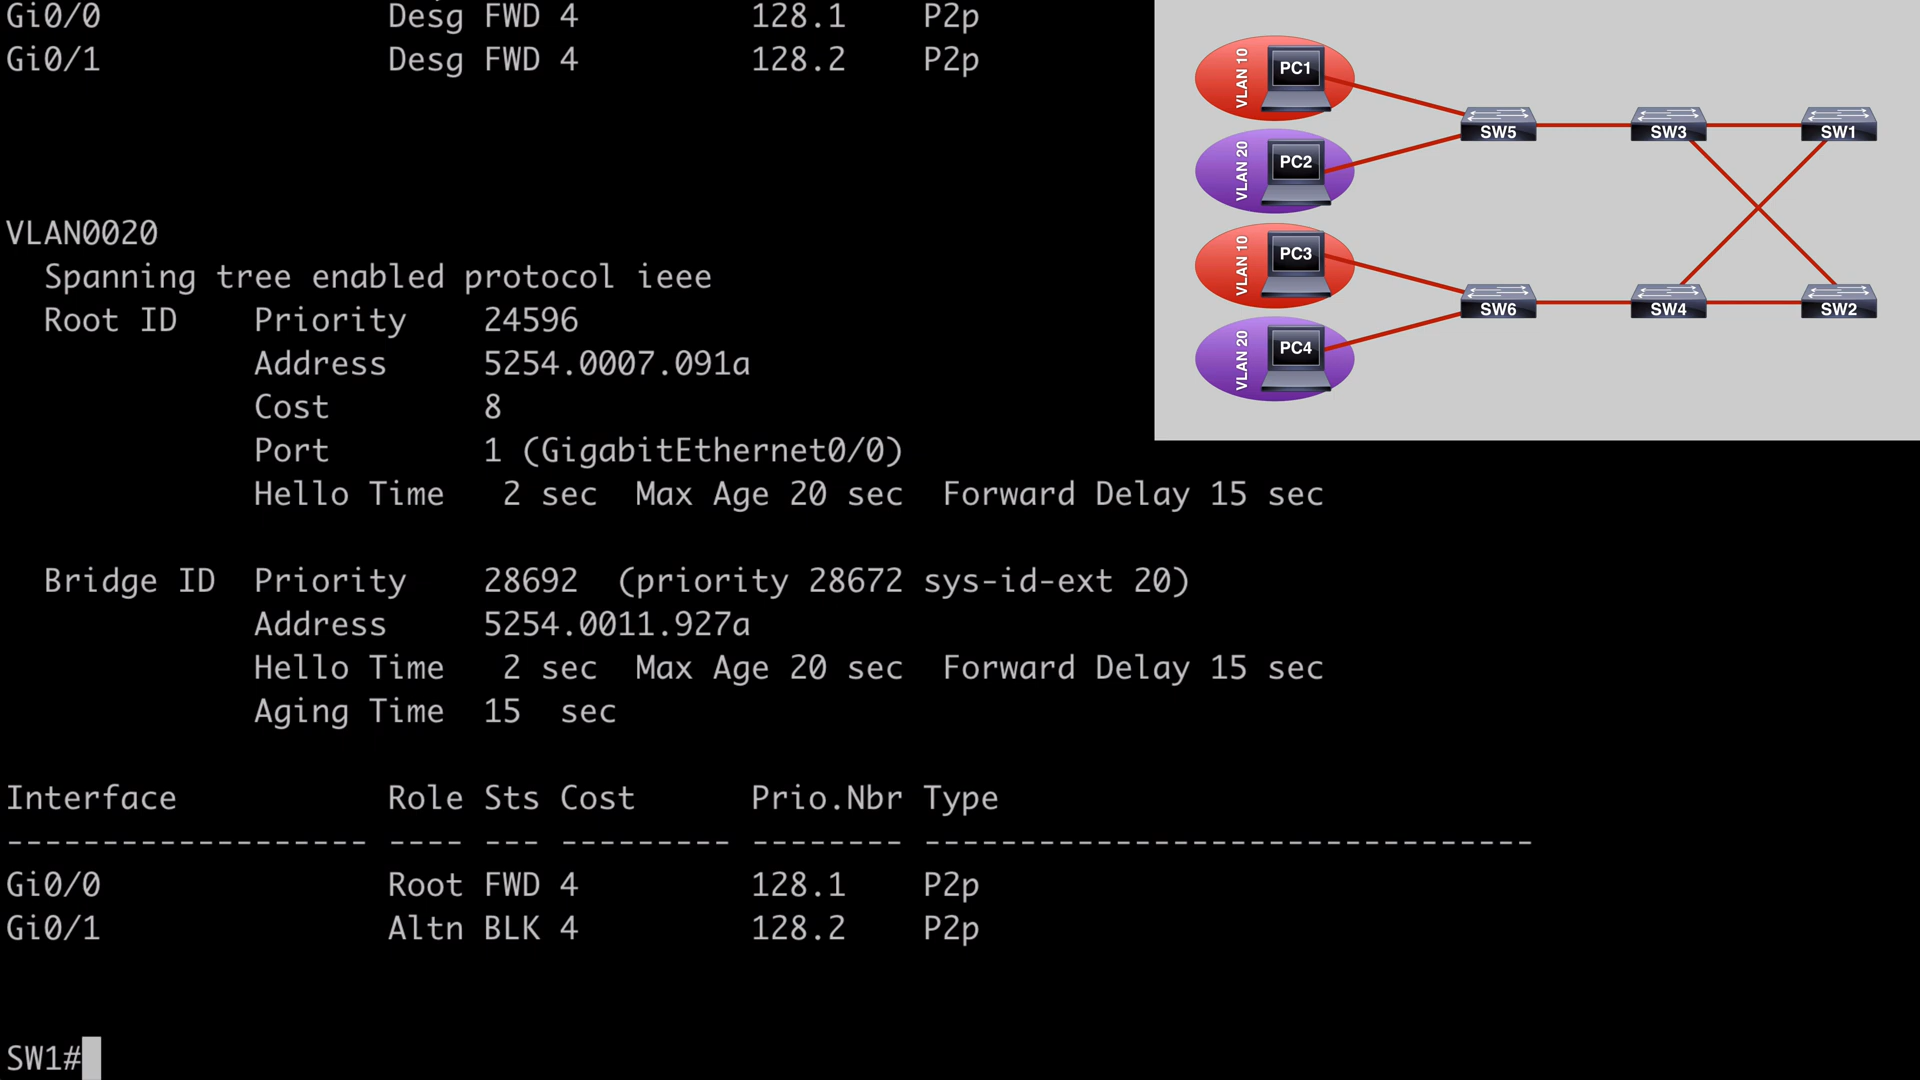 Gi0/0               Desg FWD 4         128.1    P2p
Gi0/1               Desg FWD 4         128.2    P2p
VLAN0020
  Spanning tree enabled protocol ieee
  Root ID    Priority    24596
             Address     5254.0007.091a
             Cost        8
             Port        1 (GigabitEthernet0/0)
             Hello Time   2 sec  Max Age 20 sec  Forward Delay 15 sec
  Bridge ID  Priority    28692  (priority 28672 sys-id-ext 20)
             Address     5254.0011.927a
             Hello Time   2 sec  Max Age 20 sec  Forward Delay 15 sec
             Aging Time  15  sec
Interface           Role Sts Cost      Prio.Nbr Type
------------------- ---- --- --------- -------- --------------------------------
Gi0/0               Root FWD 4         128.1    P2p
Gi0/1               Altn BLK 4         128.2    P2p
SW1#
VLAN 10
PC1
VLAN 20
PC2
VLAN 10
PC3
VLAN 20
PC4
SW5
SW3
SW1
SW6
SW4
SW2